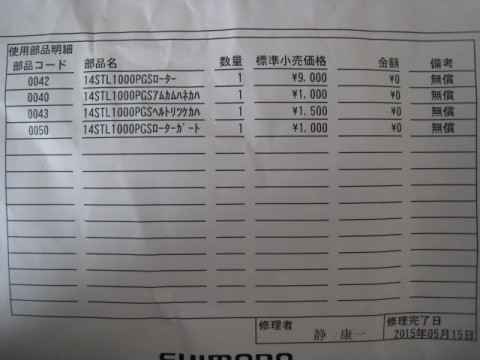 使用部品明細
部品コード 部品名 数量 標準小売価格 金額 備考
0042 14STL1000PGSﾛｰﾀｰ 1 ¥9,000 ¥0 無償
0040 14STL1000PGSｱﾑｶﾑﾊﾈｶﾊ 1 ¥1,000 ¥0 無償
0043 14STL1000PGSﾍﾙﾄﾘﾂｹｶﾊ 1 ¥1,500 ¥0 無償
0050 14STL1000PGSﾛｰﾀｰｶﾞｰﾄ 1 ¥1,000 ¥0 無償
修理者 静 康一 修理完了日
2015年05月15日
SHIMANO